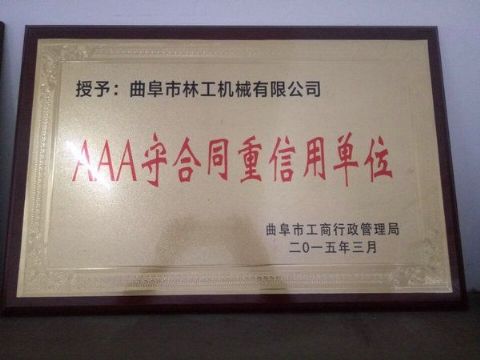 授予：曲阜市林工机械有限公司
AAA守合同重信用单位
曲阜市工商行政管理局
二〇一五年三月